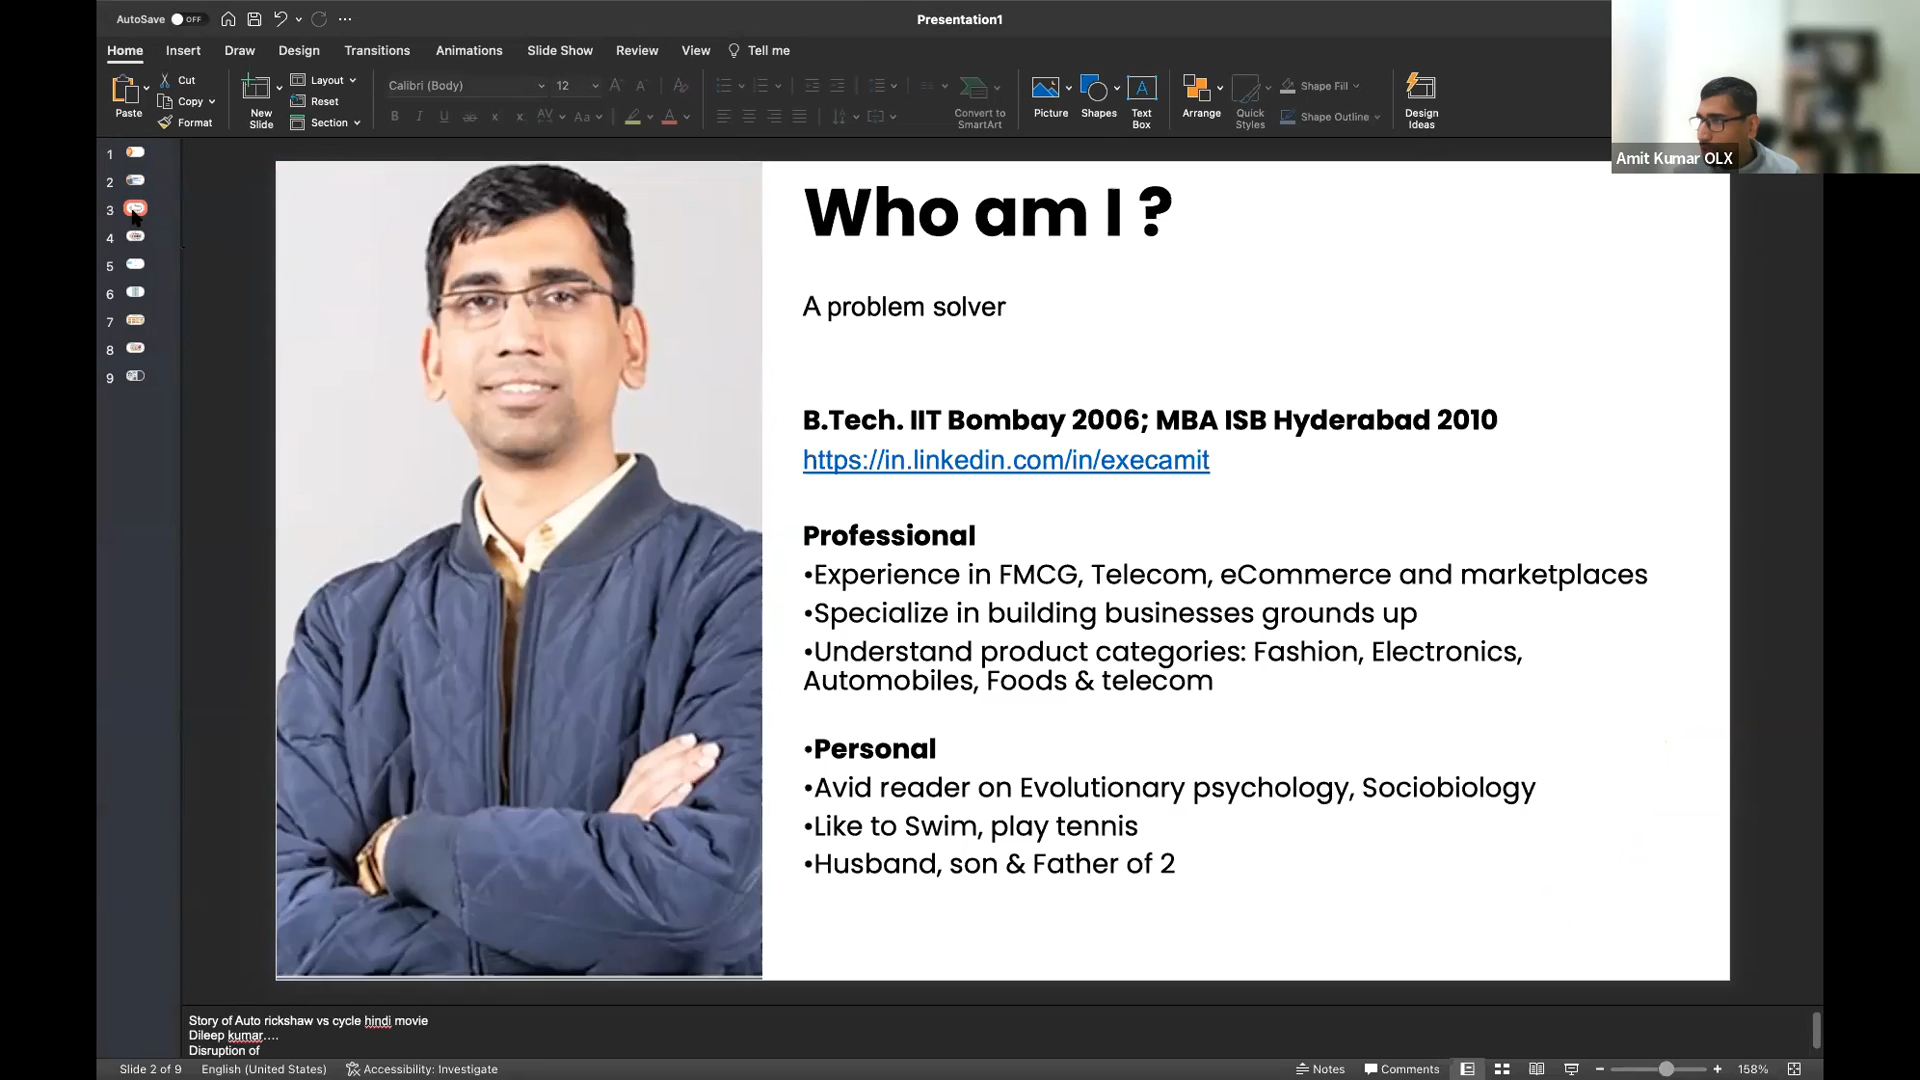 AutoSave OFF
Presentation1
Home Insert Draw Design Transitions Animations Slide Show Review View Tell me
Paste
Cut
Copy
Format
New Slide
Layout
Reset
Section
Calibri (Body) 12
Convert to SmartArt
Picture
Shapes
Text Box
Arrange
Quick Styles
Shape Fill
Shape Outline
Design Ideas
Amit Kumar OLX
1
2
3
4
5
6
7
8
9
Who am I ?
A problem solver
B.Tech. IIT Bombay 2006; MBA ISB Hyderabad 2010
https://in.linkedin.com/in/execamit
Professional
•Experience in FMCG, Telecom, eCommerce and marketplaces
•Specialize in building businesses grounds up
•Understand product categories: Fashion, Electronics,
Automobiles, Foods & telecom
•Personal
•Avid reader on Evolutionary psychology, Sociobiology
•Like to Swim, play tennis
•Husband, son & Father of 2
Story of Auto rickshaw vs cycle hindi movie
Dileep kumar....
Disruption of
Slide 2 of 9 English (United States) Accessibility: Investigate Notes Comments 158%